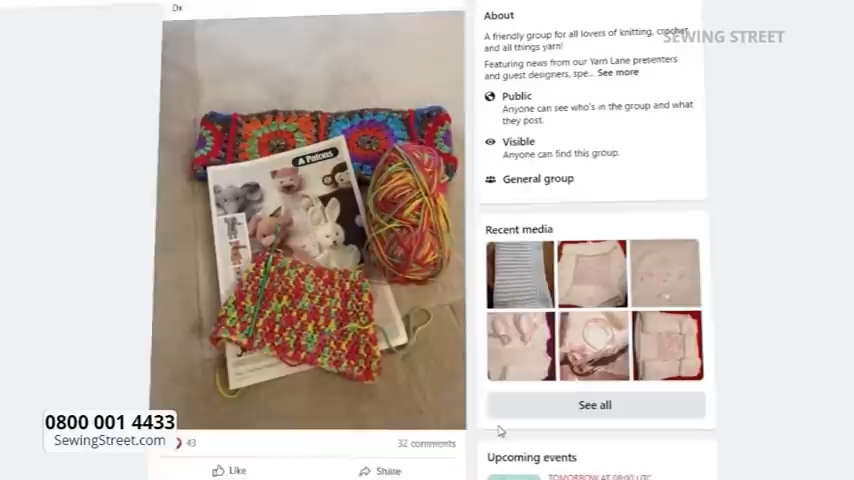 Dx
SEWING STREET
Patons
0800 001 4433
SewingStreet.com
43
32 comments
Like
Share
About
A friendly group for all lovers of knitting, crochet
and all things yarn!
Featuring news from our Yarn Lane presenters
and guest designers, spe... See more
Public
Anyone can see who's in the group and what
they post.
Visible
Anyone can find this group.
General group
Recent media
See all
Upcoming events
TOMORROW AT 08:00 UTC